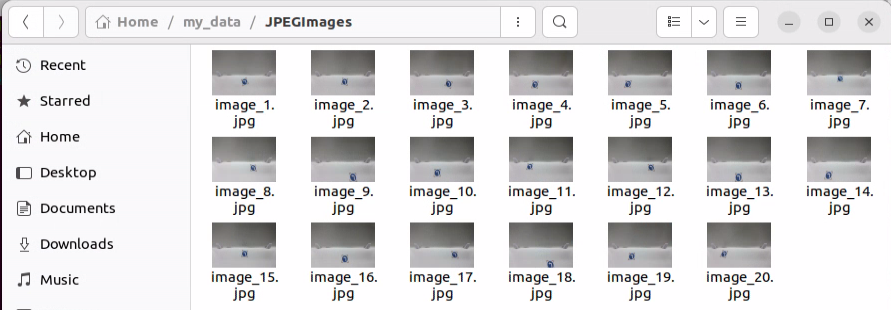 Home / my_data / JPEGImages
Recent
Starred
Home
Desktop
Documents
Downloads
Music
image_1.
jpg
image_2.
jpg
image_3.
jpg
image_4.
jpg
image_5.
jpg
image_6.
jpg
image_7.
jpg
image_8.
jpg
image_9.
jpg
image_10.
jpg
image_11.
jpg
image_12.
jpg
image_13.
jpg
image_14.
jpg
image_15.
jpg
image_16.
jpg
image_17.
jpg
image_18.
jpg
image_19.
jpg
image_20.
jpg